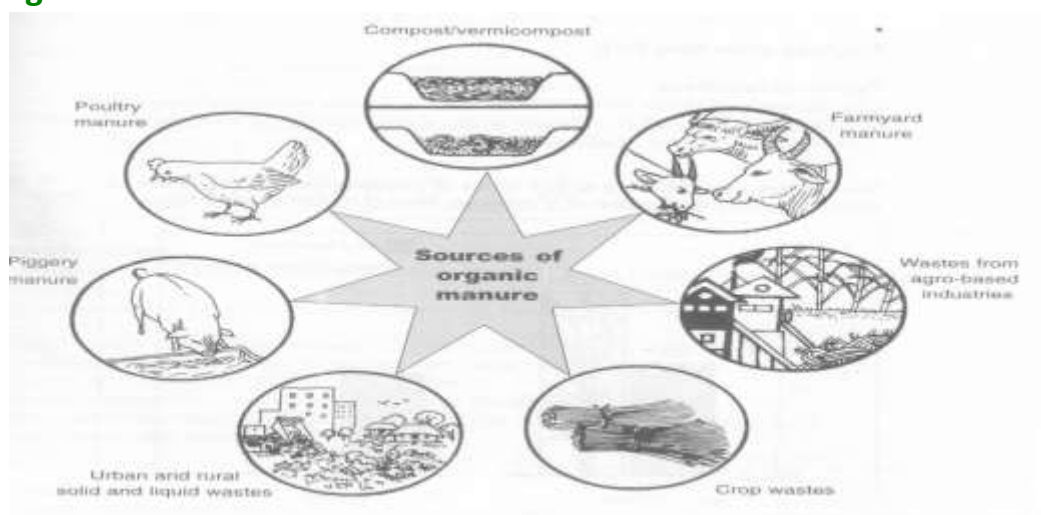 Compost/vermicompost
Poultry
manure
Farmyard
manure
Sources of
organic
manure
Piggery
manure
Wastes from
agro-based
industries
Urban and rural
solid and liquid wastes
Crop wastes